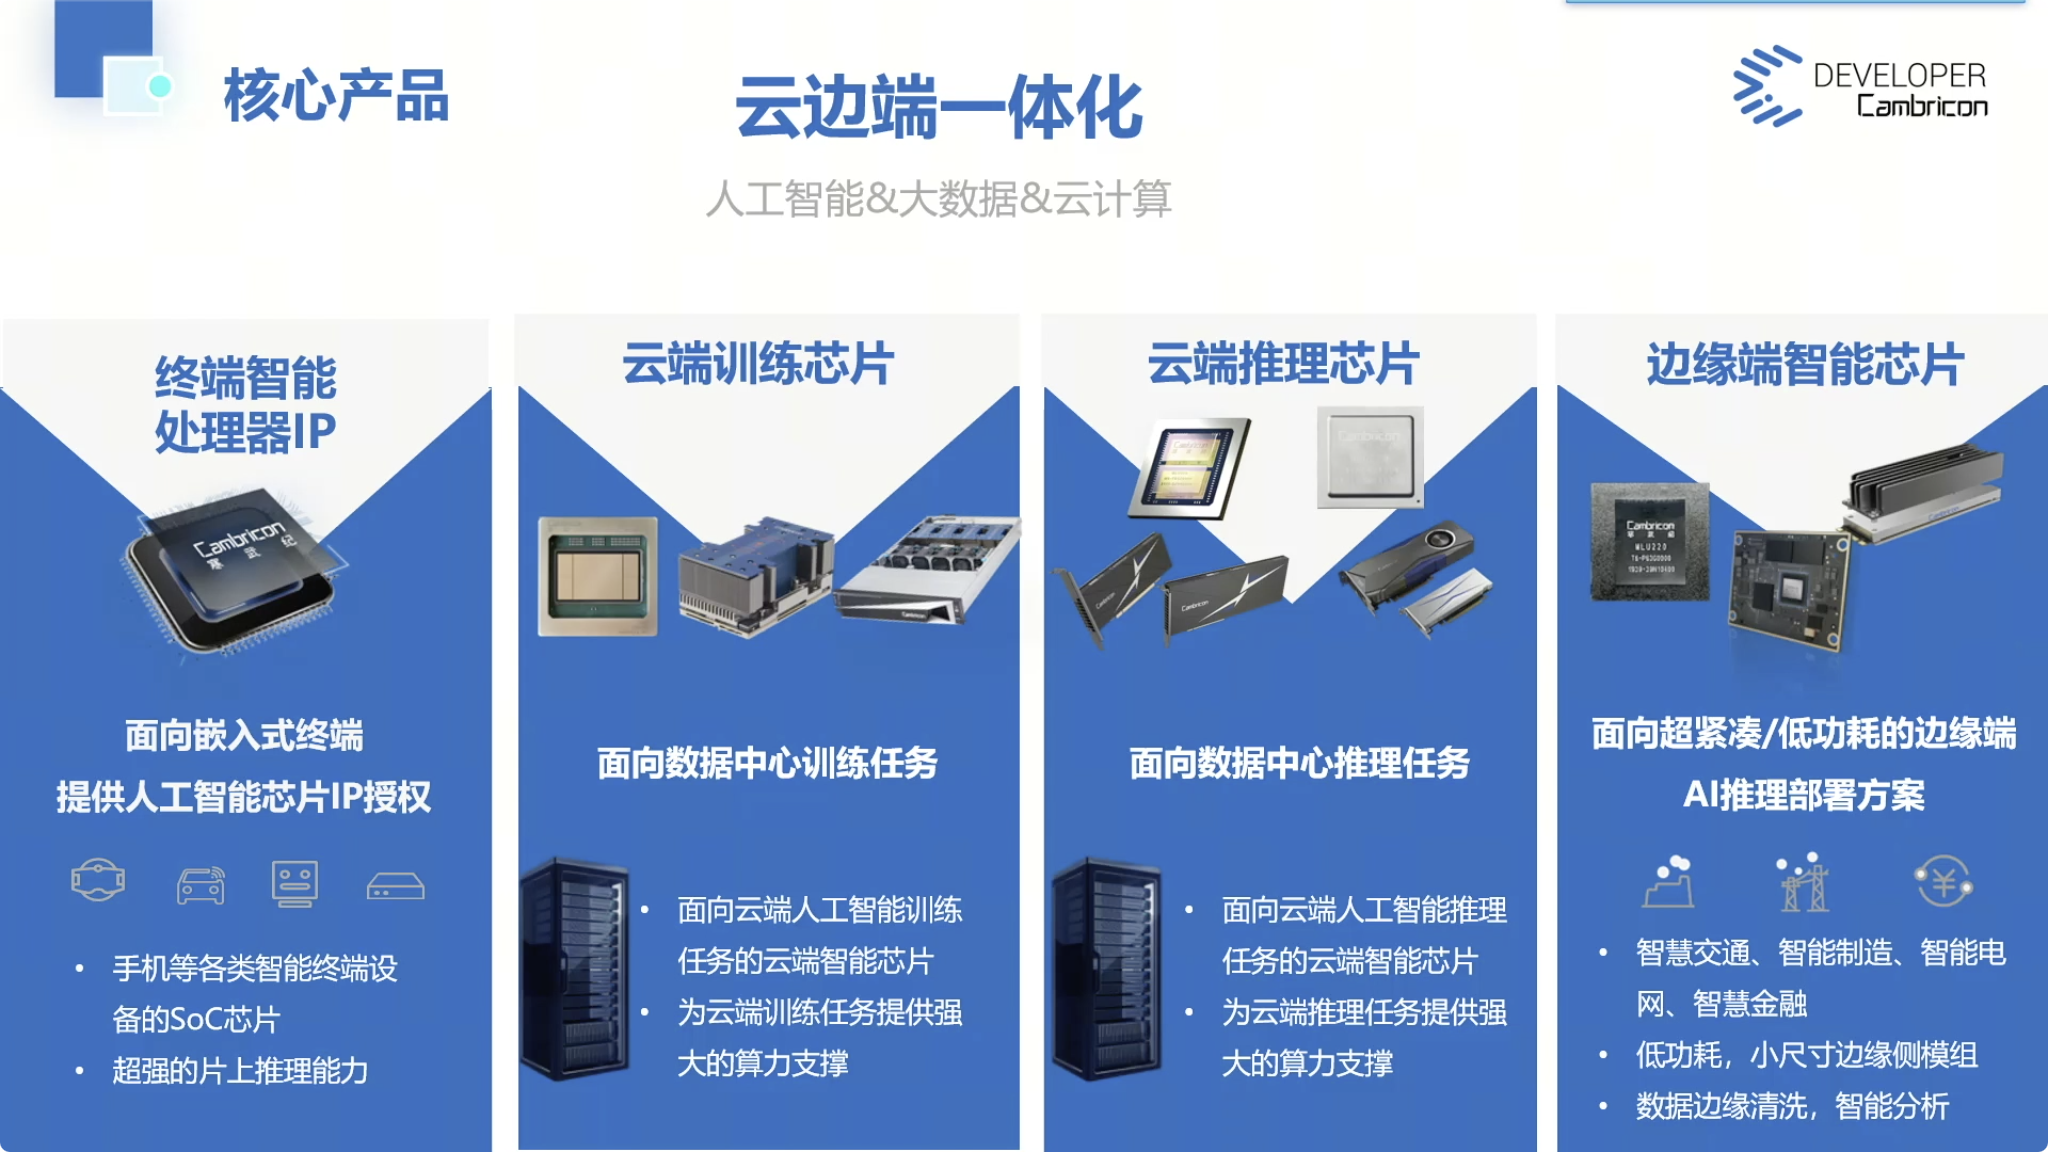 核心产品
云边端一体化
DEVELOPER
Cambricon
人工智能&大数据&云计算
终端智能
处理器IP
Cambricon
寒 武 纪
面向嵌入式终端
提供人工智能芯片IP授权
• 手机等各类智能终端设
备的SoC芯片
• 超强的片上推理能力
云端训练芯片
Cambricon
面向数据中心训练任务
• 面向云端人工智能训练
任务的云端智能芯片
• 为云端训练任务提供强
大的算力支撑
云端推理芯片
Cambricon
Cambricon
Cambricon
Cambricon
面向数据中心推理任务
• 面向云端人工智能推理
任务的云端智能芯片
• 为云端推理任务提供强
大的算力支撑
边缘端智能芯片
Cambricon
寒 武 纪
MLU220
面向超紧凑/低功耗的边缘端
AI推理部署方案
¥
• 智慧交通、智能制造、智能电
网、智慧金融
• 低功耗，小尺寸边缘侧模组
• 数据边缘清洗，智能分析